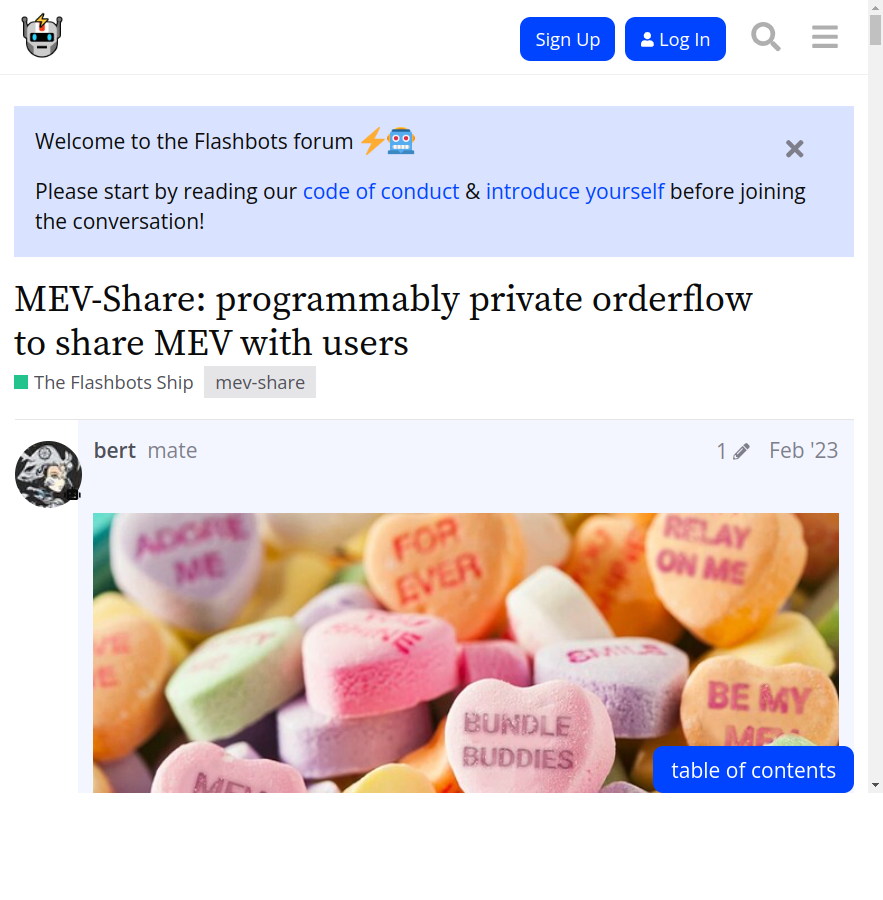 Sign Up
Log In
Welcome to the Flashbots forum
Please start by reading our code of conduct & introduce yourself before joining
the conversation!
MEV-Share: programmably private orderflow
to share MEV with users
The Flashbots Ship
mev-share
bert mate
1
Feb '23
ADORE
ME
FOR
EVER
RELAY
ON ME
SMILE
BE MY
MEV
BUNDLE
BUDDIES
MEV
table of contents